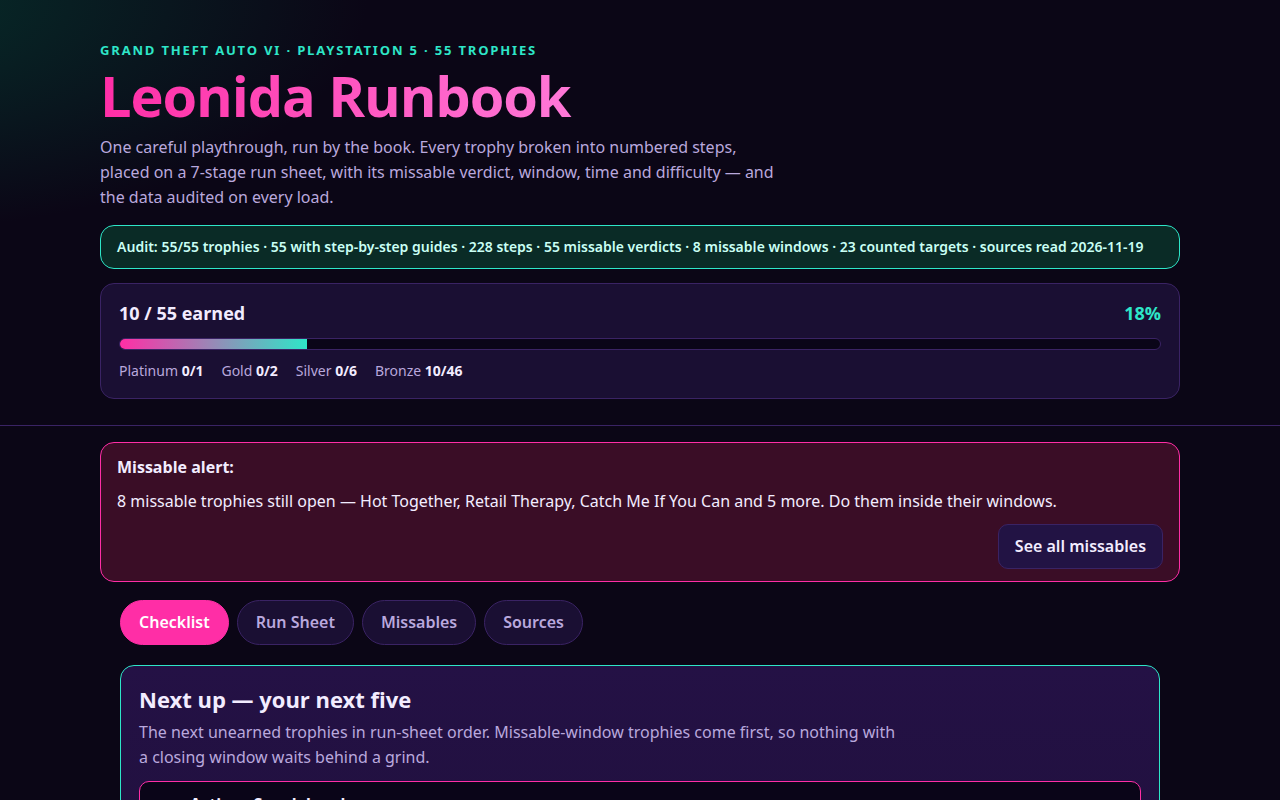 GRAND THEFT AUTO VI · PLAYSTATION 5 · 55 TROPHIES
Leonida Runbook
One careful playthrough, run by the book. Every trophy broken into numbered steps,
placed on a 7-stage run sheet, with its missable verdict, window, time and difficulty — and
the data audited on every load.
Audit: 55/55 trophies · 55 with step-by-step guides · 228 steps · 55 missable verdicts · 8 missable windows · 23 counted targets · sources read 2026-11-19
10 / 55 earned 18%
Platinum 0/1 Gold 0/2 Silver 0/6 Bronze 10/46
Missable alert:
8 missable trophies still open — Hot Together, Retail Therapy, Catch Me If You Can and 5 more. Do them inside their windows.
See all missables
Checklist Run Sheet Missables Sources
Next up — your next five
The next unearned trophies in run-sheet order. Missable-window trophies come first, so nothing with
a closing window waits behind a grind.